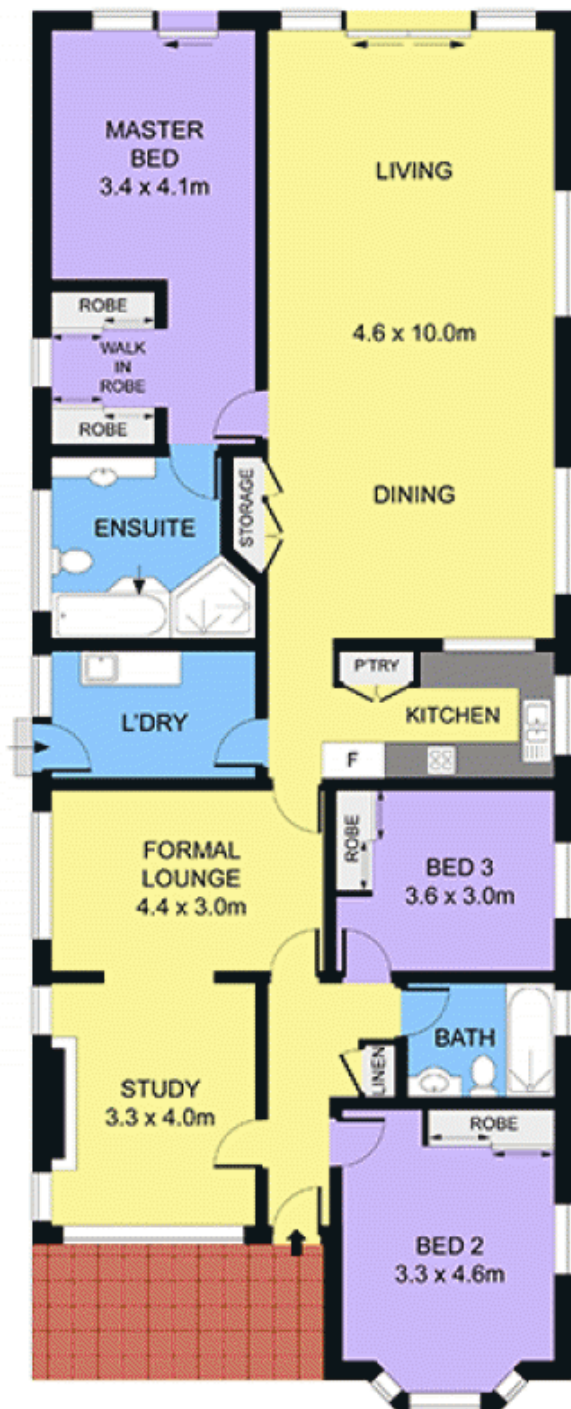 MASTER
BED
3.4 x 4.1m
LIVING
ROBE
WALK
IN
ROBE
ROBE
4.6 x 10.0m
ENSUITE
STORAGE
DINING
L'DRY
P'TRY
KITCHEN
F
FORMAL
LOUNGE
4.4 x 3.0m
ROBE
BED 3
3.6 x 3.0m
BATH
LINEN
STUDY
3.3 x 4.0m
ROBE
BED 2
3.3 x 4.6m